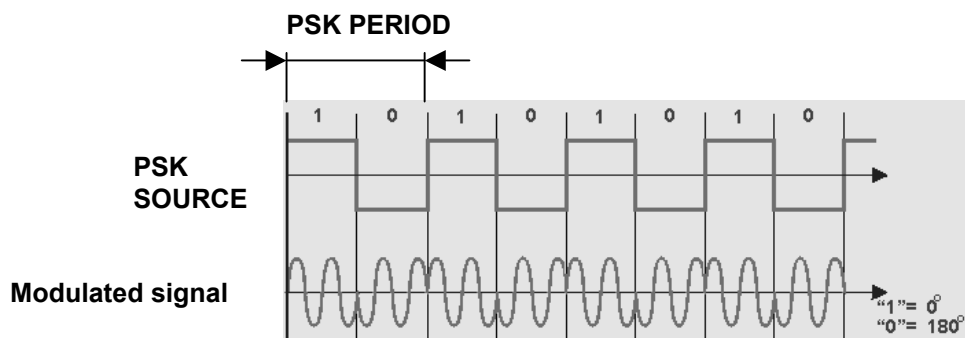 PSK PERIOD
1 0 1 0 1 0 1 0
PSK
SOURCE
Modulated signal
“1”= 0°
“0”= 180°